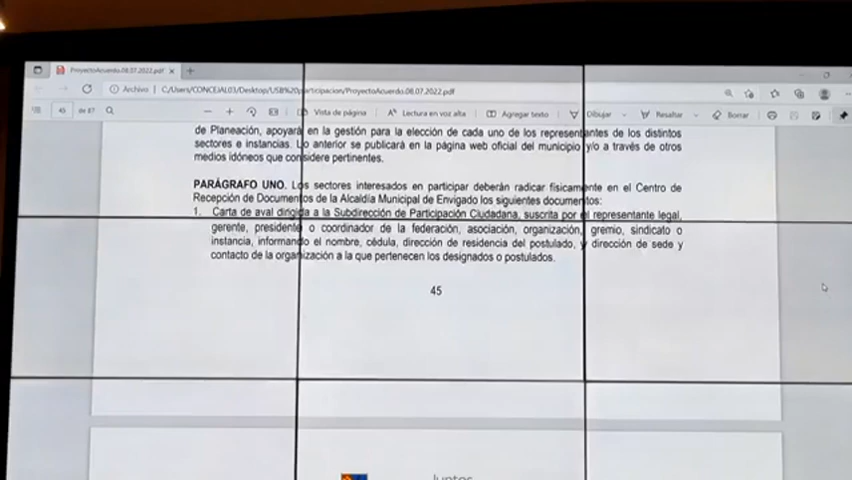 ProyectoAcuerdo.08.07.2022.pdf
Archivo C:/Users/CONCEJAL03/Desktop/USB%20participacion/ProyectoAcuerdo.08.07.2022.pdf
45 de 87 Vista de página Lectura en voz alta Agregar texto Dibujar Resaltar Borrar
de Planeación, apoyará en la gestión para la elección de cada uno de los representantes de los distintos
sectores e instancias. Lo anterior se publicará en la página web oficial del municipio y/o a través de otros
medios idóneos que considere pertinentes.
PARÁGRAFO UNO. Los sectores interesados en participar deberán radicar físicamente en el Centro de
Recepción de Documentos de la Alcaldía Municipal de Envigado los siguientes documentos:
1. Carta de aval dirigida a la Subdirección de Participación Ciudadana, suscrita por el representante legal,
gerente, presidente o coordinador de la federación, asociación, organización, gremio, sindicato o
instancia, informando el nombre, cédula, dirección de residencia del postulado, y dirección de sede y
contacto de la organización a la que pertenecen los designados o postulados.
45
Juntos